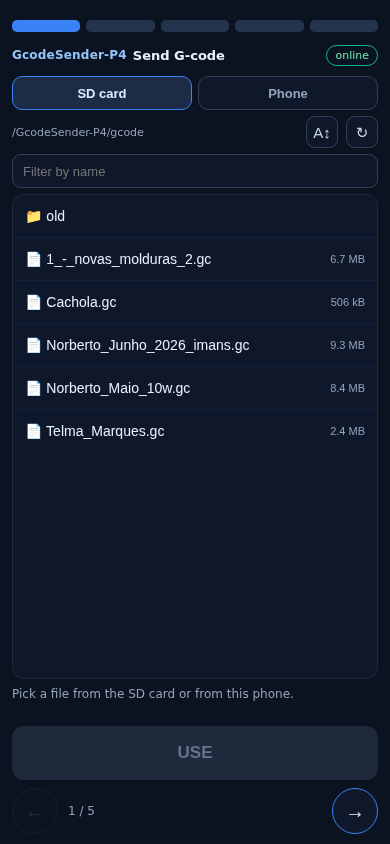 GcodeSender-P4 Send G-code online
SD card Phone
/GcodeSender-P4/gcode A↕ ↻
Filter by name
old
1_-_novas_molduras_2.gc 6.7 MB
Cachola.gc 506 kB
Norberto_Junho_2026_imans.gc 9.3 MB
Norberto_Maio_10w.gc 8.4 MB
Telma_Marques.gc 2.4 MB
Pick a file from the SD card or from this phone.
USE
← 1 / 5 →